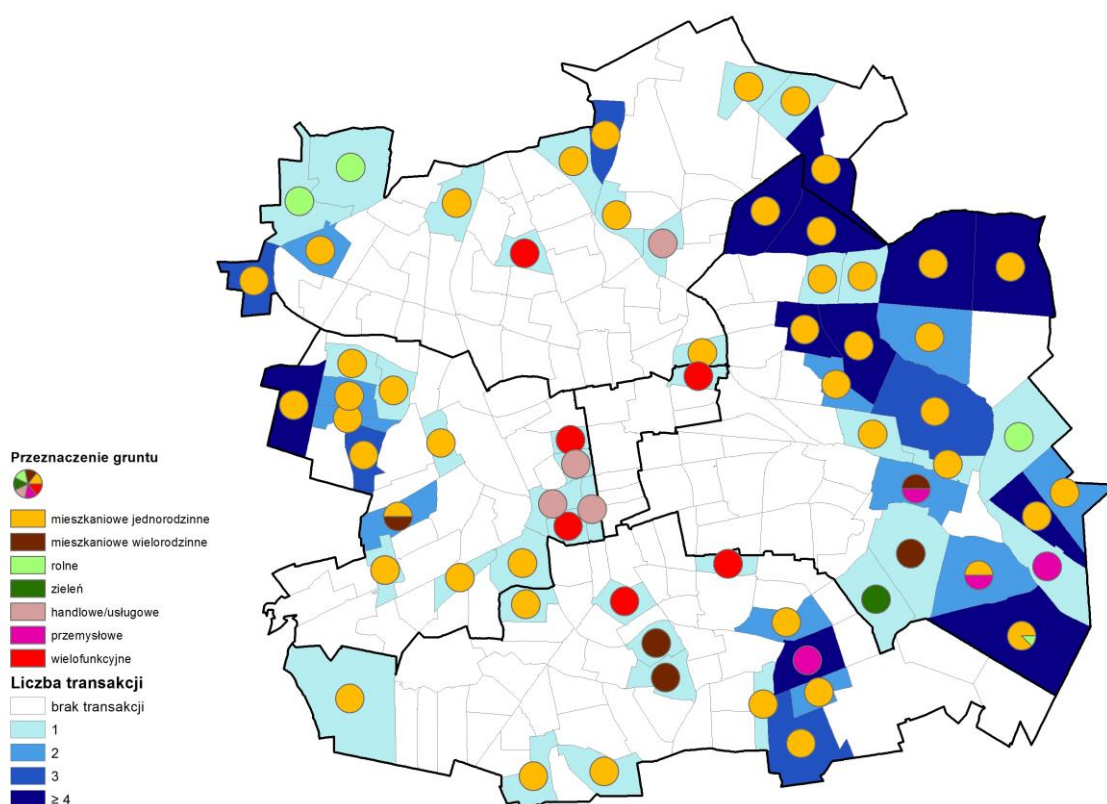 Przeznaczenie gruntu
mieszkaniowe jednorodzinne
mieszkaniowe wielorodzinne
rolne
zieleń
handlowe/usługowe
przemysłowe
wielofunkcyjne
Liczba transakcji
brak transakcji
1
2
3
≥ 4